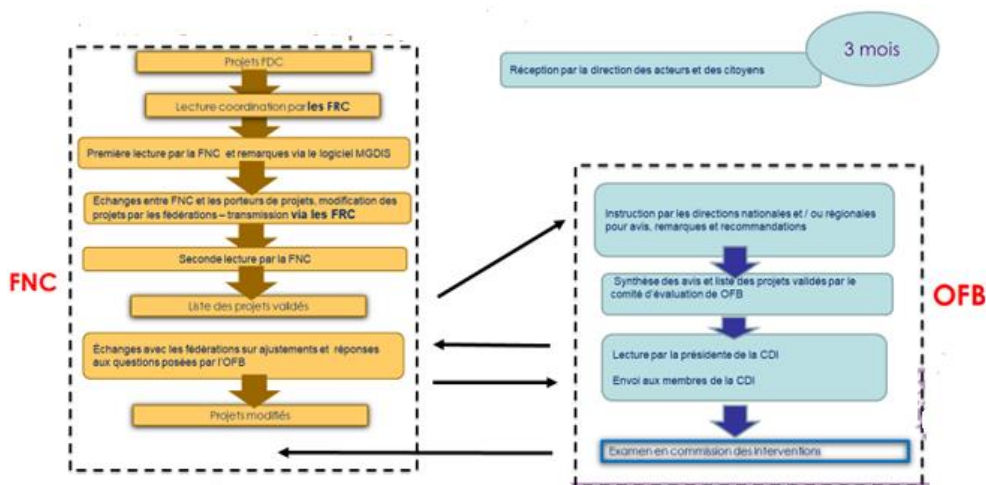 Projets FDC
Lecture coordination par les FRC
Première lecture par la FNC et remarques via le logiciel MGDIS
Echanges entre FNC et les porteurs de projets, modification des
projets par les fédérations – transmission via les FRC
Seconde lecture par la FNC
Liste des projets validés
Échanges avec les fédérations sur ajustements et réponses
aux questions posées par l'OFB
Projets modifiés
FNC
3 mois
Réception par la direction des acteurs et des citoyens
Instruction par les directions nationales et / ou régionales
pour avis, remarques et recommandations
Synthèse des avis et liste des projets validés par le
comité d'évaluation de OFB
Lecture par la présidente de la CDI
Envoi aux membres de la CDI
Examen en commission des interventions
OFB